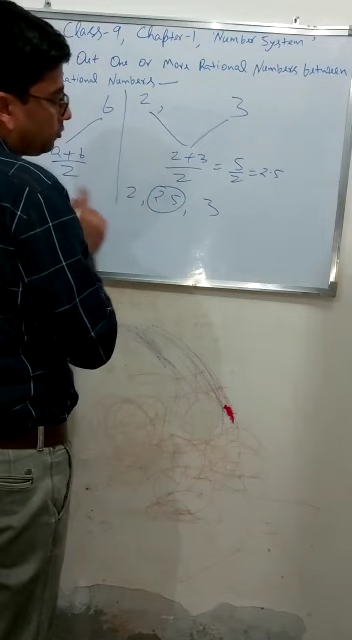 Class-9, Chapter-1, Number System
Out One or More Rational Numbers between
ational Numbers —
6 | 2, 3
a+b/2 2+3/2 = 5/2 = 2.5
2, 2.5, 3